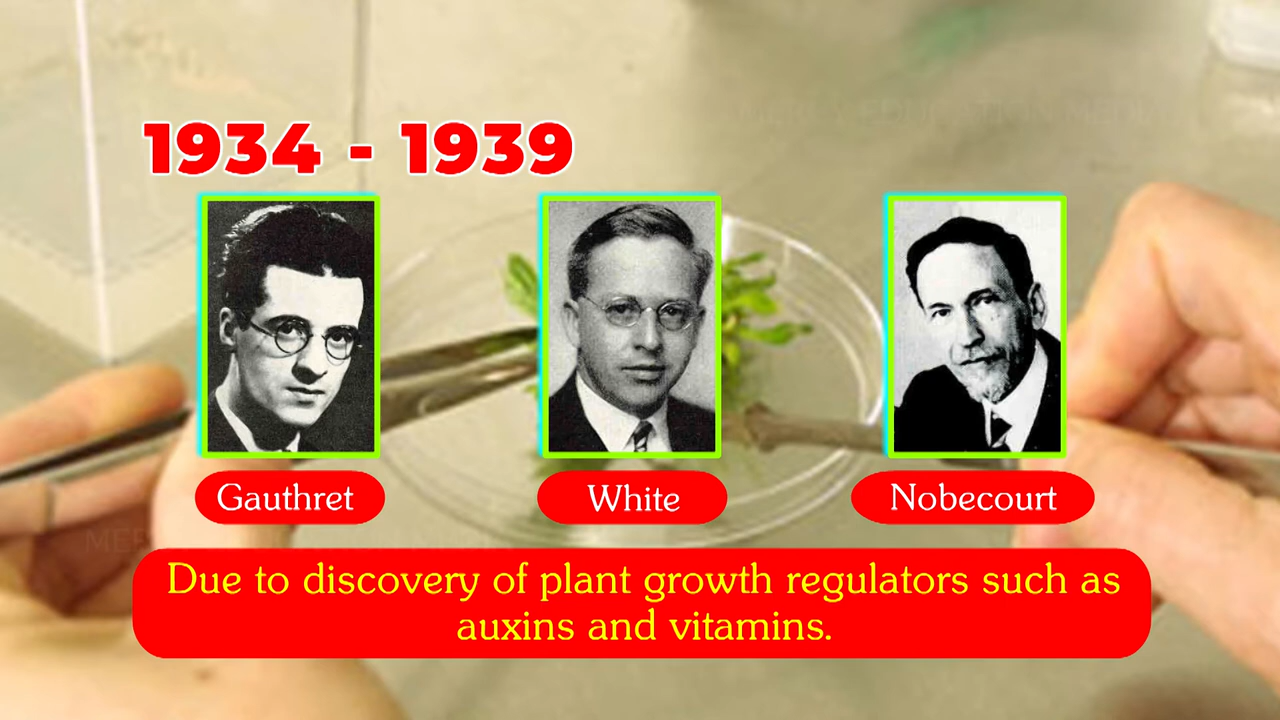 1934 - 1939
Gauthret
White
Nobecourt
Due to discovery of plant growth regulators such as
auxins and vitamins.